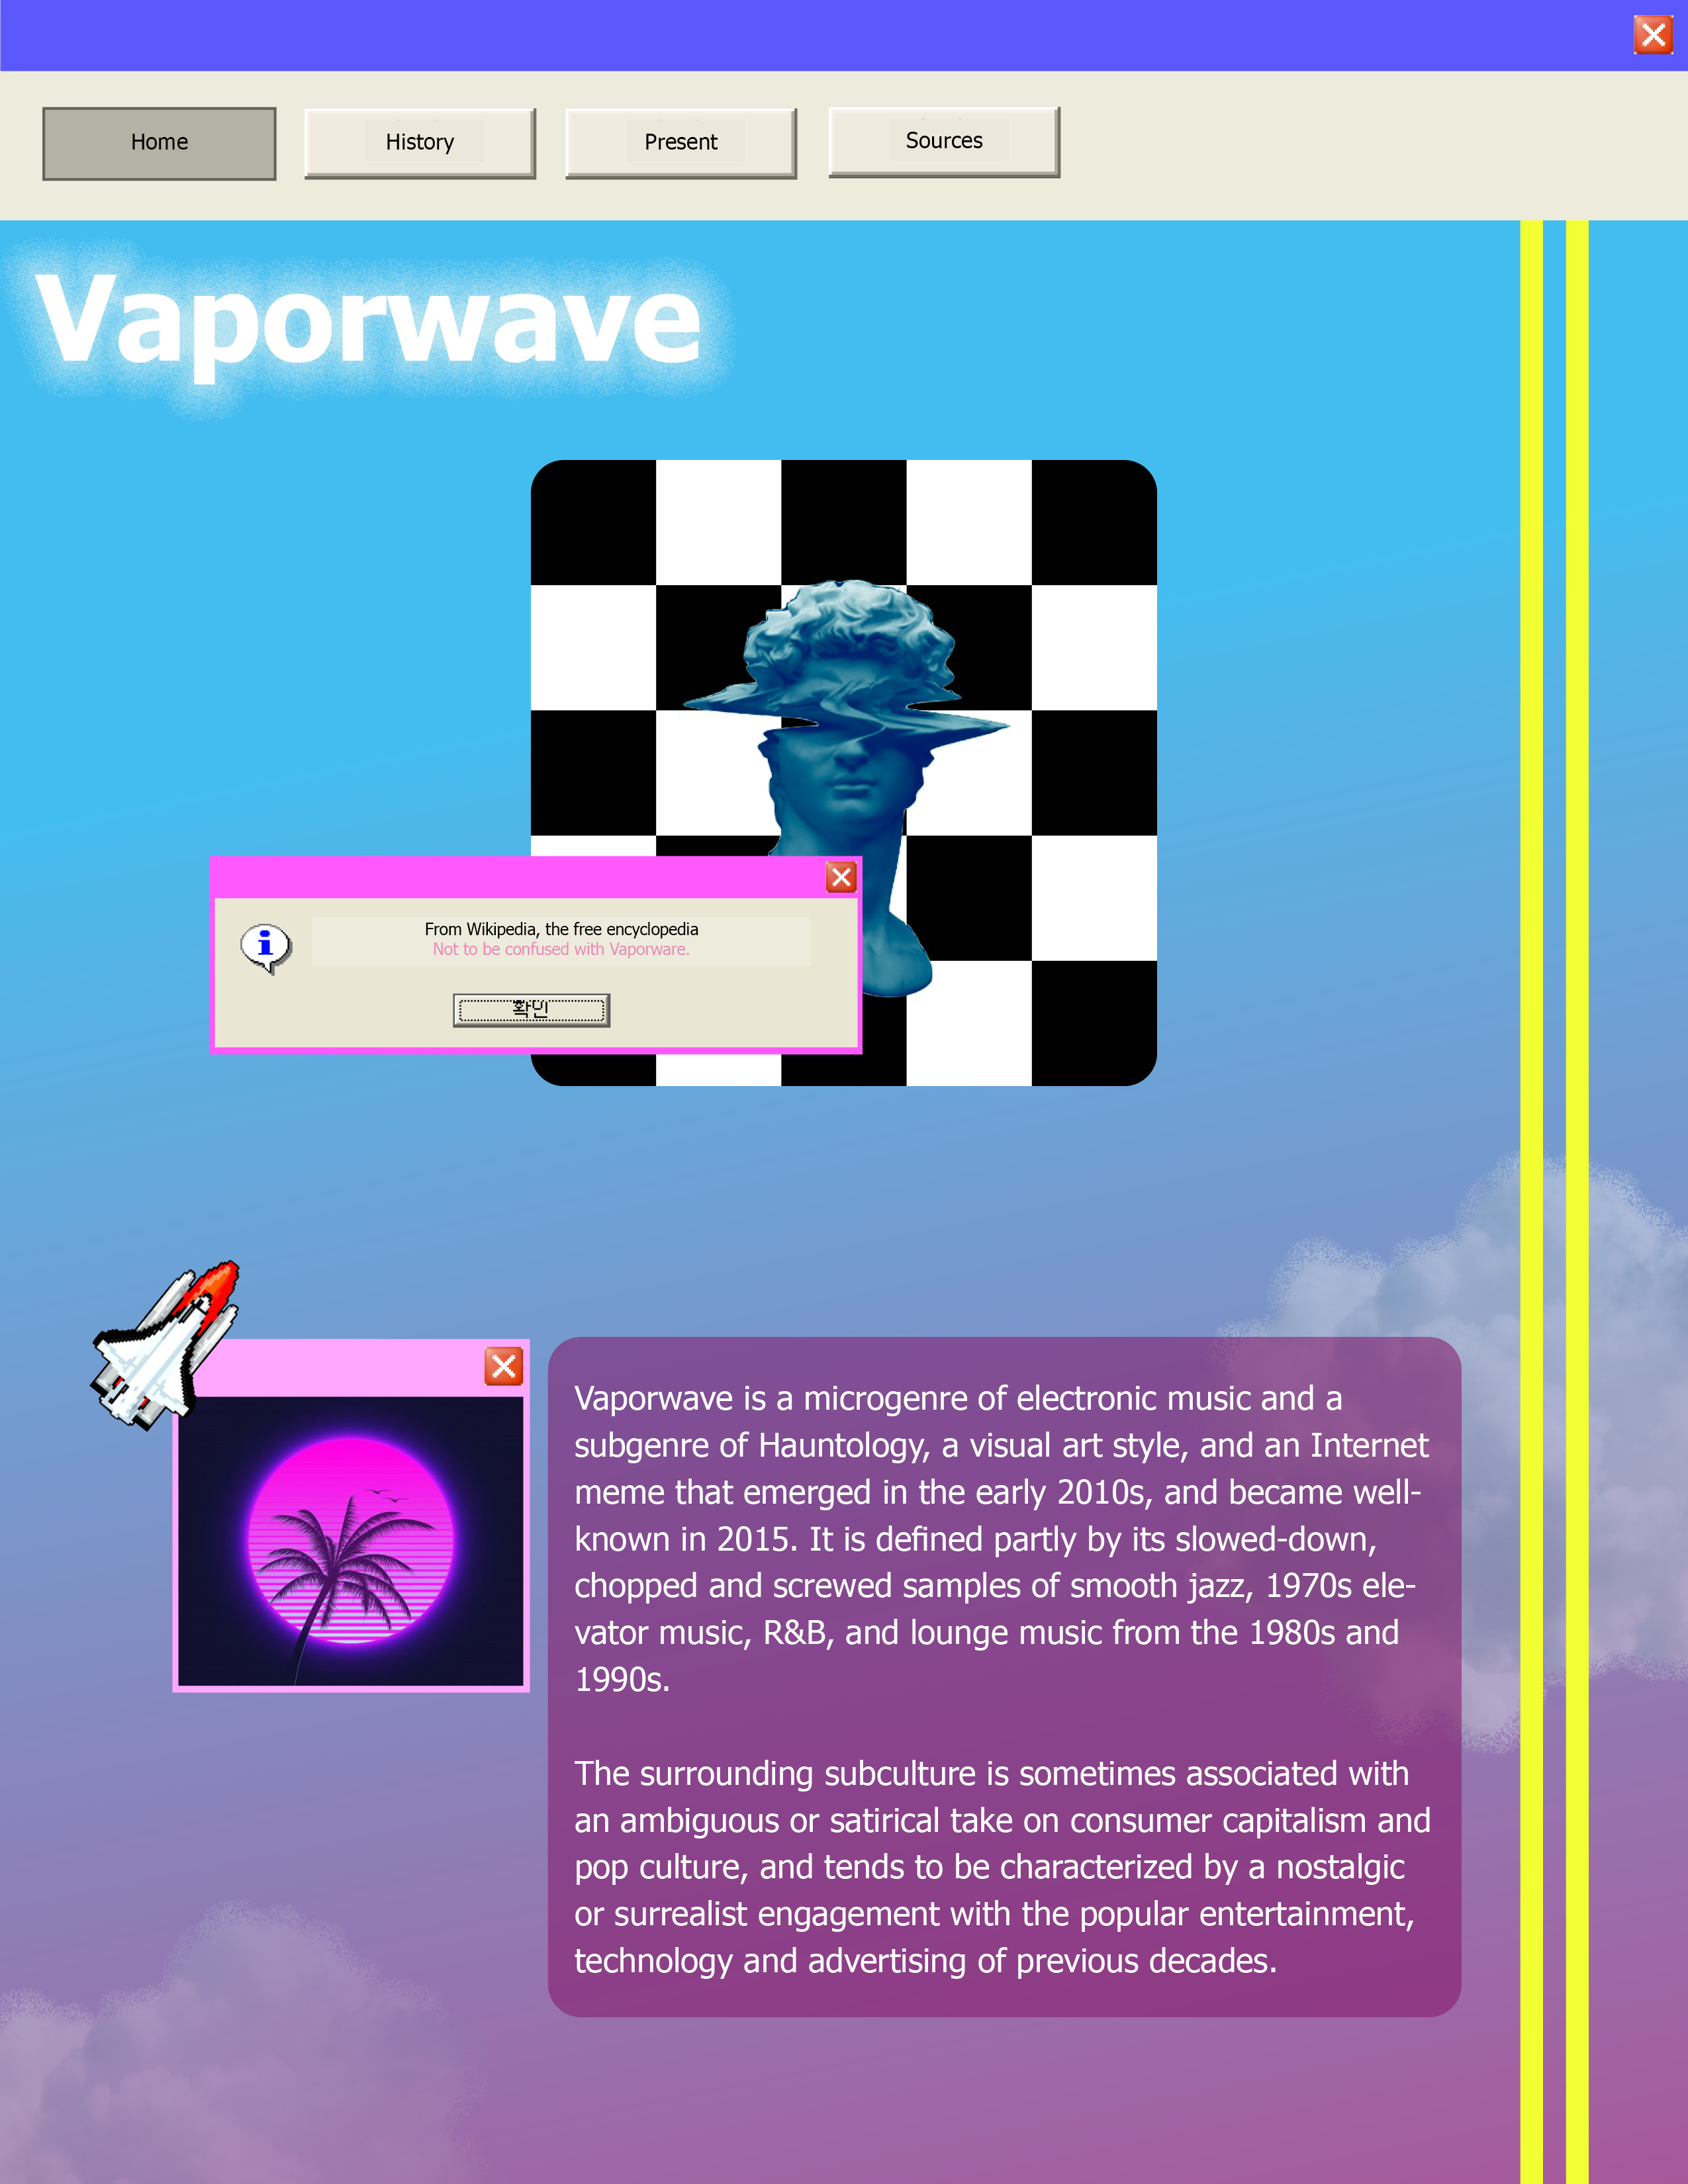 Home
History
Present
Sources
Vaporwave
From Wikipedia, the free encyclopedia
Not to be confused with Vaporware.
확인
Vaporwave is a microgenre of electronic music and a
subgenre of Hauntology, a visual art style, and an Internet
meme that emerged in the early 2010s, and became well-
known in 2015. It is defined partly by its slowed-down,
chopped and screwed samples of smooth jazz, 1970s ele-
vator music, R&B, and lounge music from the 1980s and
1990s.
The surrounding subculture is sometimes associated with
an ambiguous or satirical take on consumer capitalism and
pop culture, and tends to be characterized by a nostalgic
or surrealist engagement with the popular entertainment,
technology and advertising of previous decades.